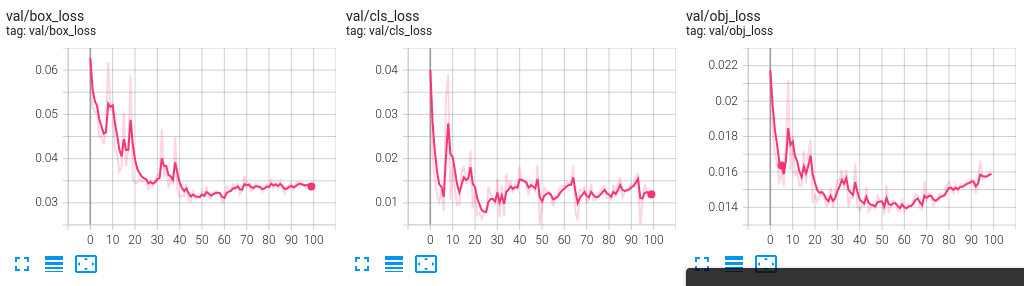 val/box_loss
tag: val/box_loss
0.06
0.05
0.04
0.03
0 10 20 30 40 50 60 70 80 90 100
val/cls_loss
tag: val/cls_loss
0.04
0.03
0.02
0.01
0 10 20 30 40 50 60 70 80 90 100
val/obj_loss
tag: val/obj_loss
0.022
0.02
0.018
0.016
0.014
0 10 20 30 40 50 60 70 80 90 100